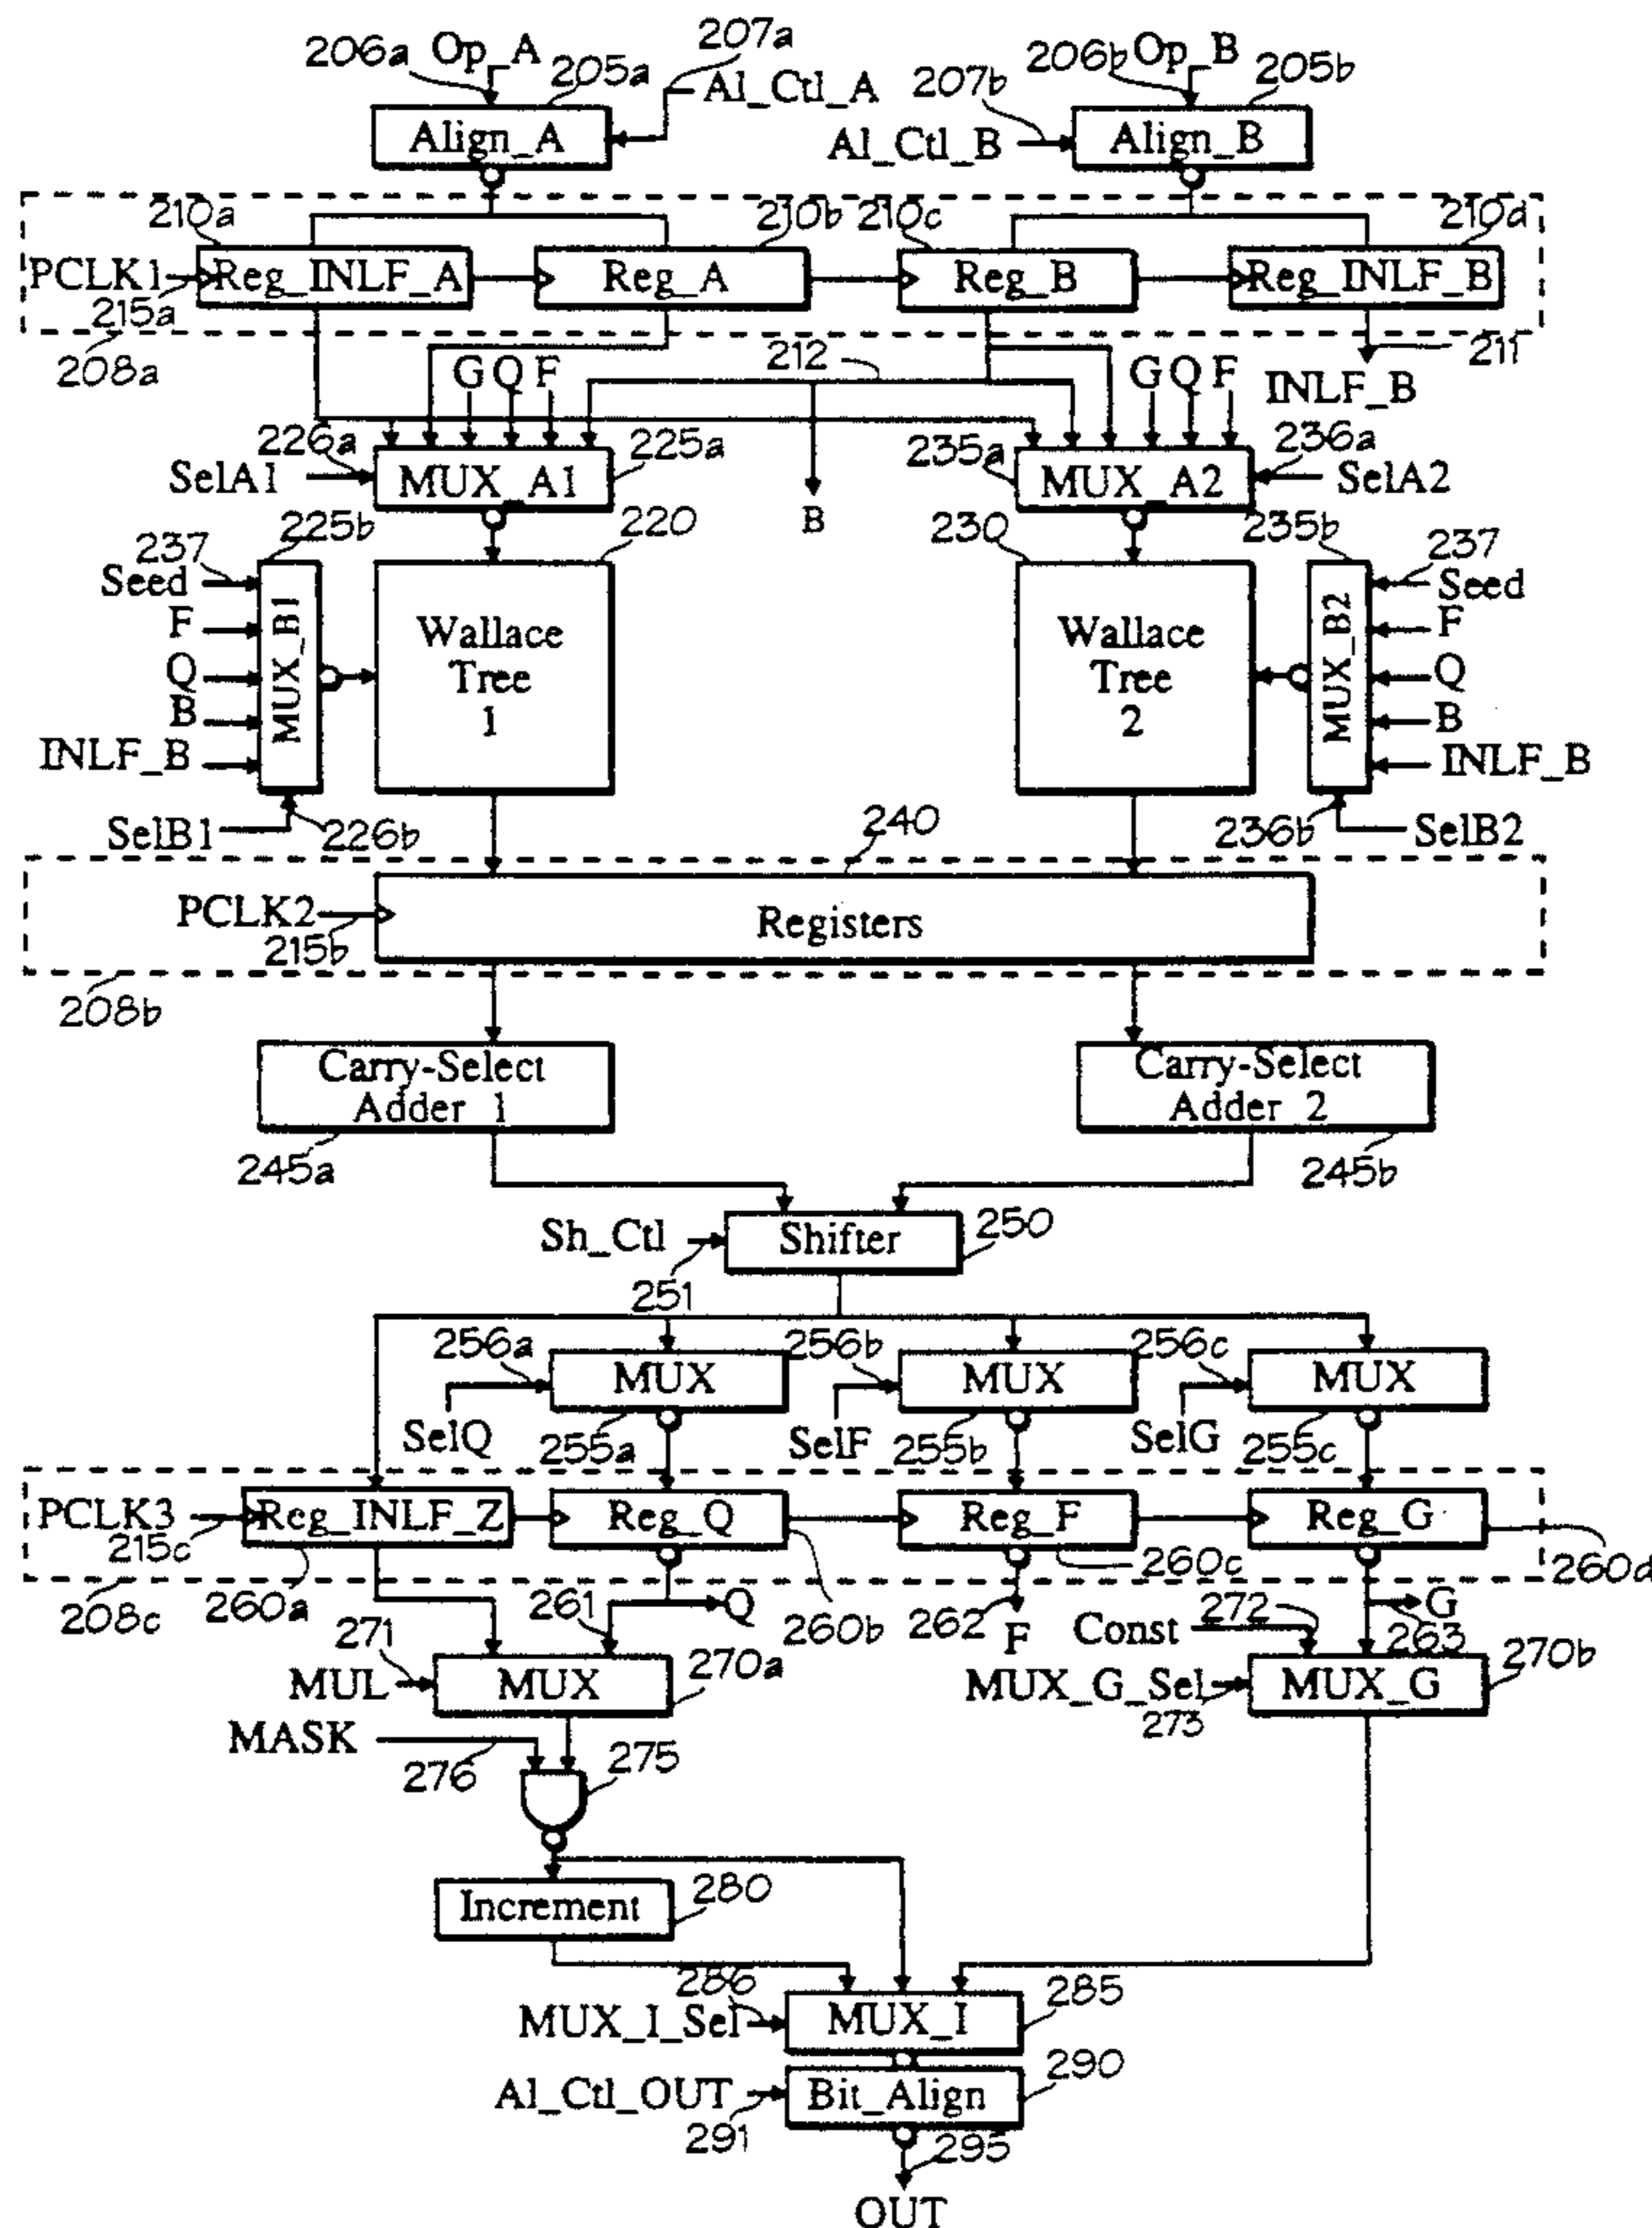 206a Op_A 207a 206b Op_B 205b
205a Al_Ctl_A 207b
Align_A Al_Ctl_B Align_B
210a 210b 210c 210d
PCLK1 Reg_INLF_A Reg_A Reg_B Reg_INLF_B
215a
208a G Q F 212 G Q F 211
INLF_B
226a 225a 235a 236a
SelA1 MUX_A1 MUX_A2 SelA2
B
225b 220 230 235b
237 237
Seed Seed
F MUX_B1 Wallace Tree 1 Wallace Tree 2 MUX_B2 F
Q Q
B B
INLF_B INLF_B
SelB1 226b 240 236b SelB2
PCLK2 Registers
215b
208b
Carry-Select Adder 1 Carry-Select Adder 2
245a 245b
Sh_Ctl Shifter 250
251
256a 256b 256c
MUX MUX MUX
SelQ 255a SelF 255b SelG 255c
PCLK3 Reg_INLF_Z Reg_Q Reg_F Reg_G
215c
208c 260a 261 Q 260b 262 F 260c 272 263 G 260d
271 Const
MUL MUX 270a MUX_G_Sel MUX_G 270b
273
MASK
276 275
Increment 280
286 285
MUX_I_Sel MUX_I
290
Al_Ctl_OUT Bit_Align
291 295
OUT